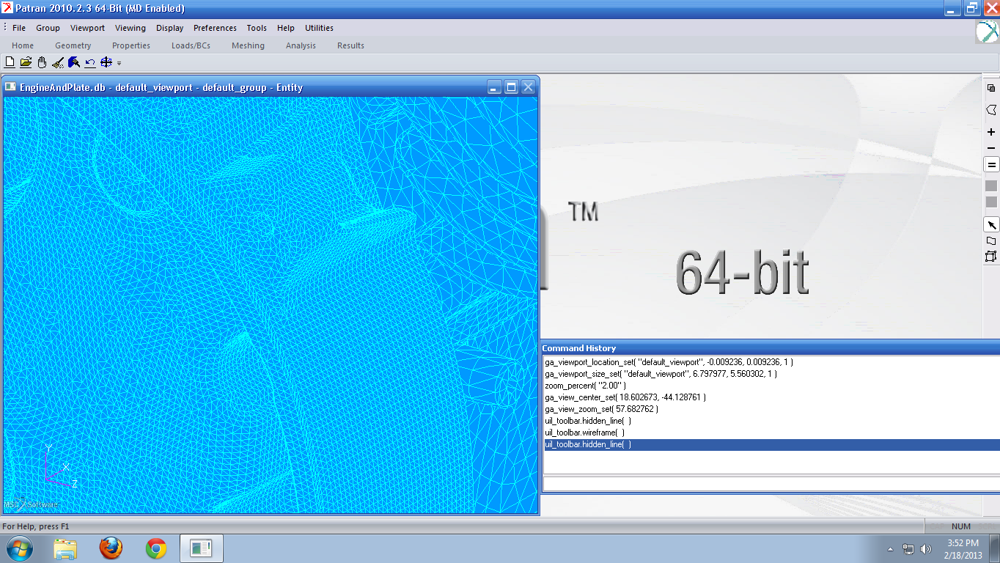 Patran 2010.2.3 64-Bit (MD Enabled)
File Group Viewport Viewing Display Preferences Tools Help Utilities
Home Geometry Properties Loads/BCs Meshing Analysis Results
EngineAndPlate.db - default_viewport - default_group - Entity
TM
64-bit
Command History
ga_viewport_location_set( "default_viewport", -0.009236, 0.009236, 1 )
ga_viewport_size_set( "default_viewport", 6.797977, 5.560302, 1 )
zoom_percent( "2.00" )
ga_view_center_set( 18.602673, -44.128761 )
ga_view_zoom_set( 57.682762 )
uil_toolbar.hidden_line(  )
uil_toolbar.wireframe(  )
uil_toolbar.hidden_line(  )
Y
X
Z
MSC Software
For Help, press F1
NUM
3:52 PM
2/18/2013